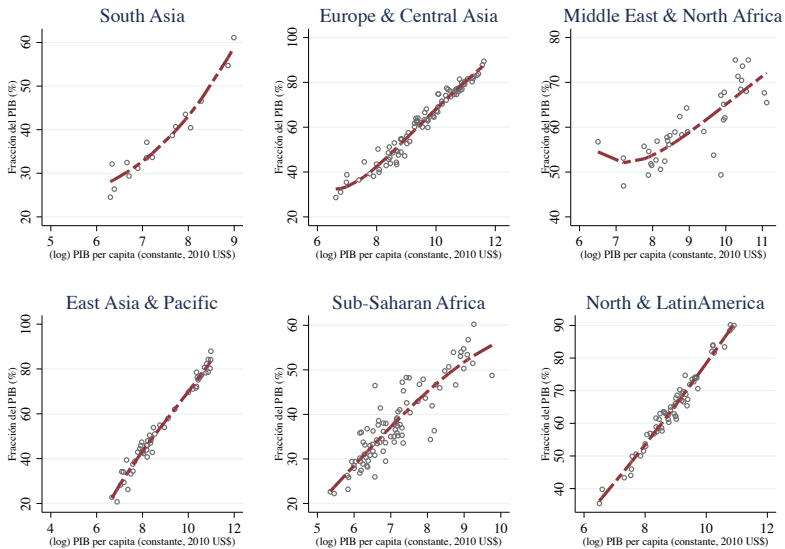 South Asia
Fracción del PIB (%)
60
50
40
30
20
5 6 7 8 9
(log) PIB per capita (constante, 2010 US$)
Europe & Central Asia
Fracción del PIB (%)
100
80
60
40
20
6 8 10 12
(log) PIB per capita (constante, 2010 US$)
Middle East & North Africa
Fracción del PIB (%)
80
70
60
50
40
6 7 8 9 10 11
(log) PIB per capita (constante, 2010 US$)
East Asia & Pacific
Fracción del PIB (%)
100
80
60
40
20
4 6 8 10 12
(log) PIB per capita (constante, 2010 US$)
Sub-Saharan Africa
Fracción del PIB (%)
60
50
40
30
20
5 6 7 8 9 10
(log) PIB per capita (constante, 2010 US$)
North & LatinAmerica
Fracción del PIB (%)
90
80
70
60
50
40
6 8 10 12
(log) PIB per capita (constante, 2010 US$)